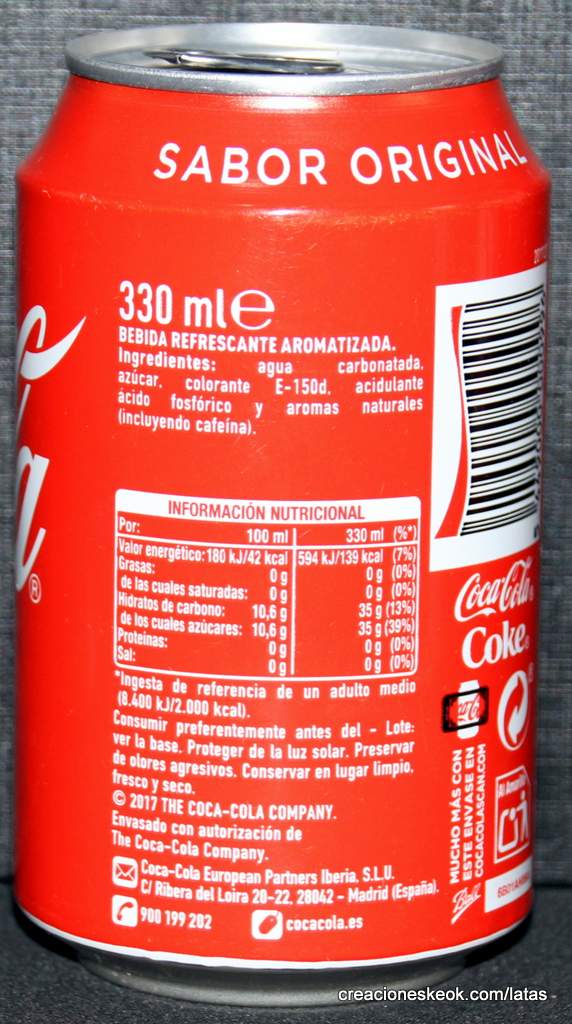 SABOR ORIGINAL
330 ml e
BEBIDA REFRESCANTE AROMATIZADA.
Ingredientes: agua carbonatada,
azúcar, colorante E-150d, acidulante
ácido fosfórico y aromas naturales
(incluyendo cafeína).
INFORMACIÓN NUTRICIONAL
Por: 100 ml 330 ml (%*)
Valor energético: 180 kJ/42 kcal 594 kJ/139 kcal (7%)
Grasas: 0 g 0 g (0%)
de las cuales saturadas: 0 g 0 g (0%)
Hidratos de carbono: 10,6 g 35 g (13%)
de los cuales azúcares: 10,6 g 35 g (39%)
Proteínas: 0 g 0 g (0%)
Sal: 0 g 0 g (0%)
*Ingesta de referencia de un adulto medio
(8.400 kJ/2.000 kcal).
Consumir preferentemente antes del - Lote:
ver la base. Proteger de la luz solar. Preservar
de olores agresivos. Conservar en lugar limpio,
fresco y seco.
© 2017 THE COCA-COLA COMPANY.
Envasado con autorización de
The Coca-Cola Company.
Coca-Cola European Partners Iberia, S.L.U.
C/ Ribera del Loira 20-22, 28042 - Madrid (España).
900 199 202 cocacola.es
Coca-Cola®
Coke®
MUCHO MÁS CON
ESTE ENVASE EN
COCACOLASCAN.COM
Ball
creacioneskeok.com/latas